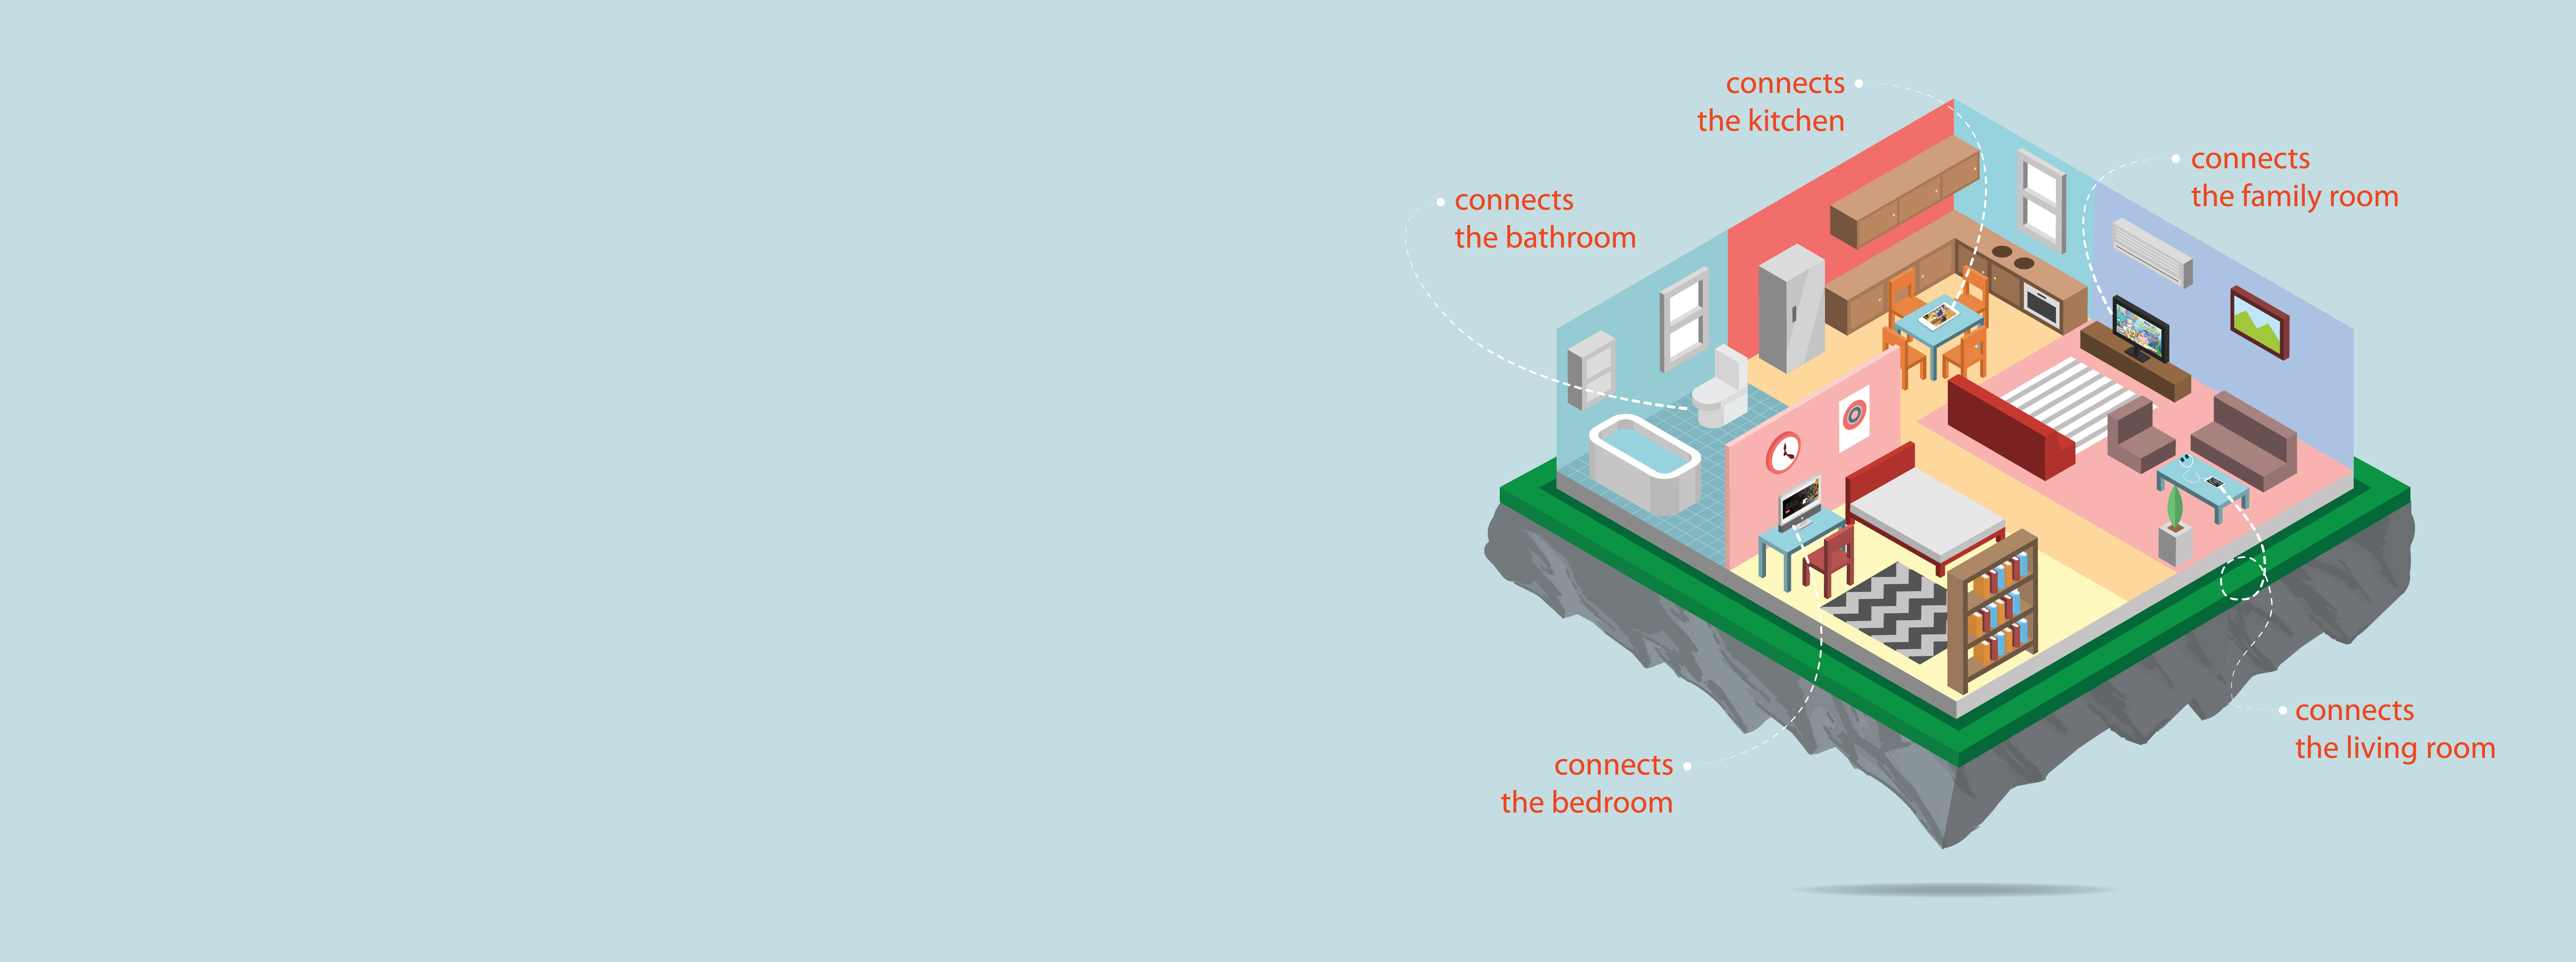 connects
the kitchen
connects
the family room
connects
the bathroom
connects
the living room
connects
the bedroom